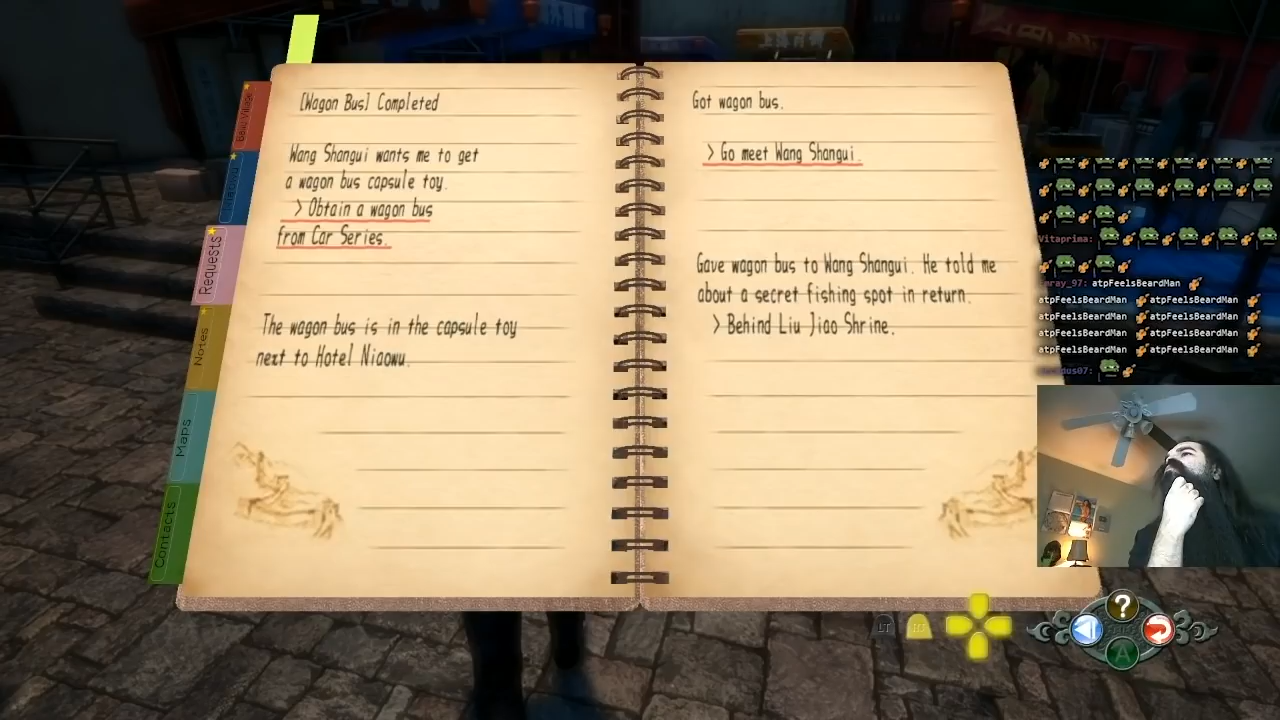 [Wagon Bus] Completed
Wang Shangui wants me to get
a wagon bus capsule toy.
> Obtain a wagon bus
from Car Series.
The wagon bus is in the capsule toy
next to Hotel Niaowu.
Got wagon bus.
> Go meet Wang Shangui.
Gave wagon bus to Wang Shangui. He told me
about a secret fishing spot in return.
> Behind Liu Jiao Shrine.
Requests
Notes
Maps
Contacts
Vitaprima:
atpFeelsBeardMan
atpFeelsBeardMan atpFeelsBeardMan
atpFeelsBeardMan atpFeelsBeardMan
atpFeelsBeardMan atpFeelsBeardMan
atpFeelsBeardMan atpFeelsBeardMan
LT
RT
?
A